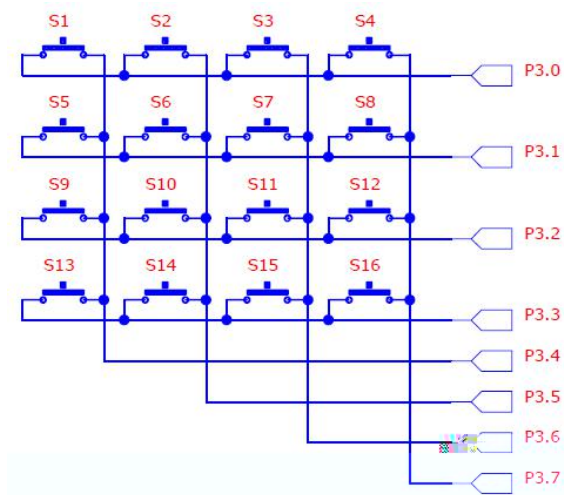 S1 S2 S3 S4
P3.0
S5 S6 S7 S8
P3.1
S9 S10 S11 S12
P3.2
S13 S14 S15 S16
P3.3
P3.4
P3.5
P3.6
P3.7